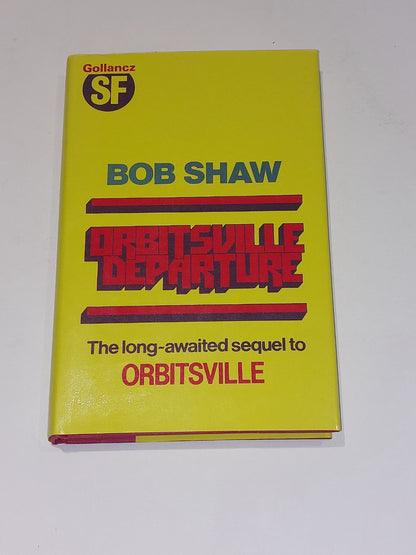 Gollancz
SF
BOB SHAW
ORBITSVILLE
DEPARTURE
The long-awaited sequel to
ORBITSVILLE